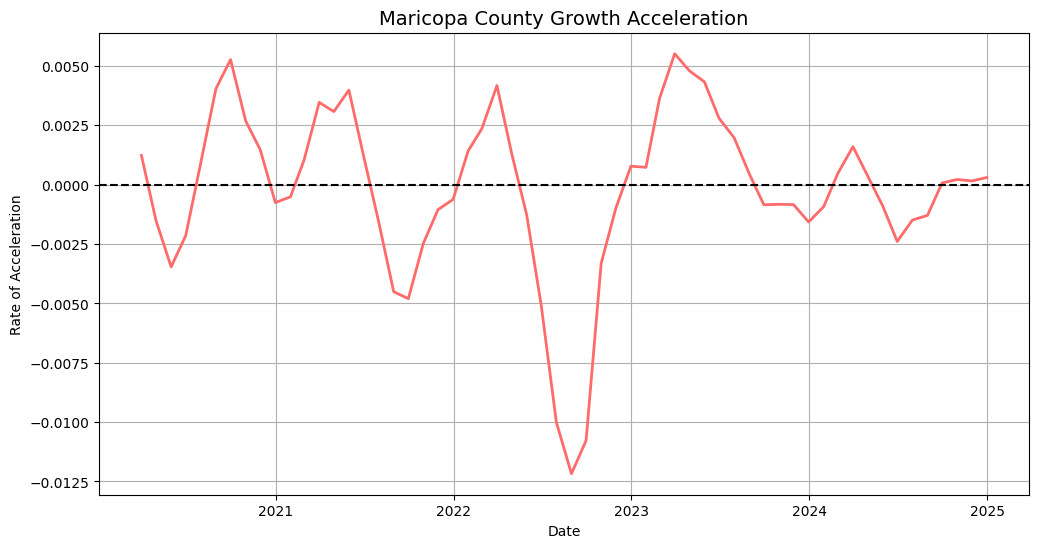 Maricopa County Growth Acceleration
Rate of Acceleration
0.0050
0.0025
0.0000
−0.0025
−0.0050
−0.0075
−0.0100
−0.0125
2021 2022 2023 2024 2025
Date